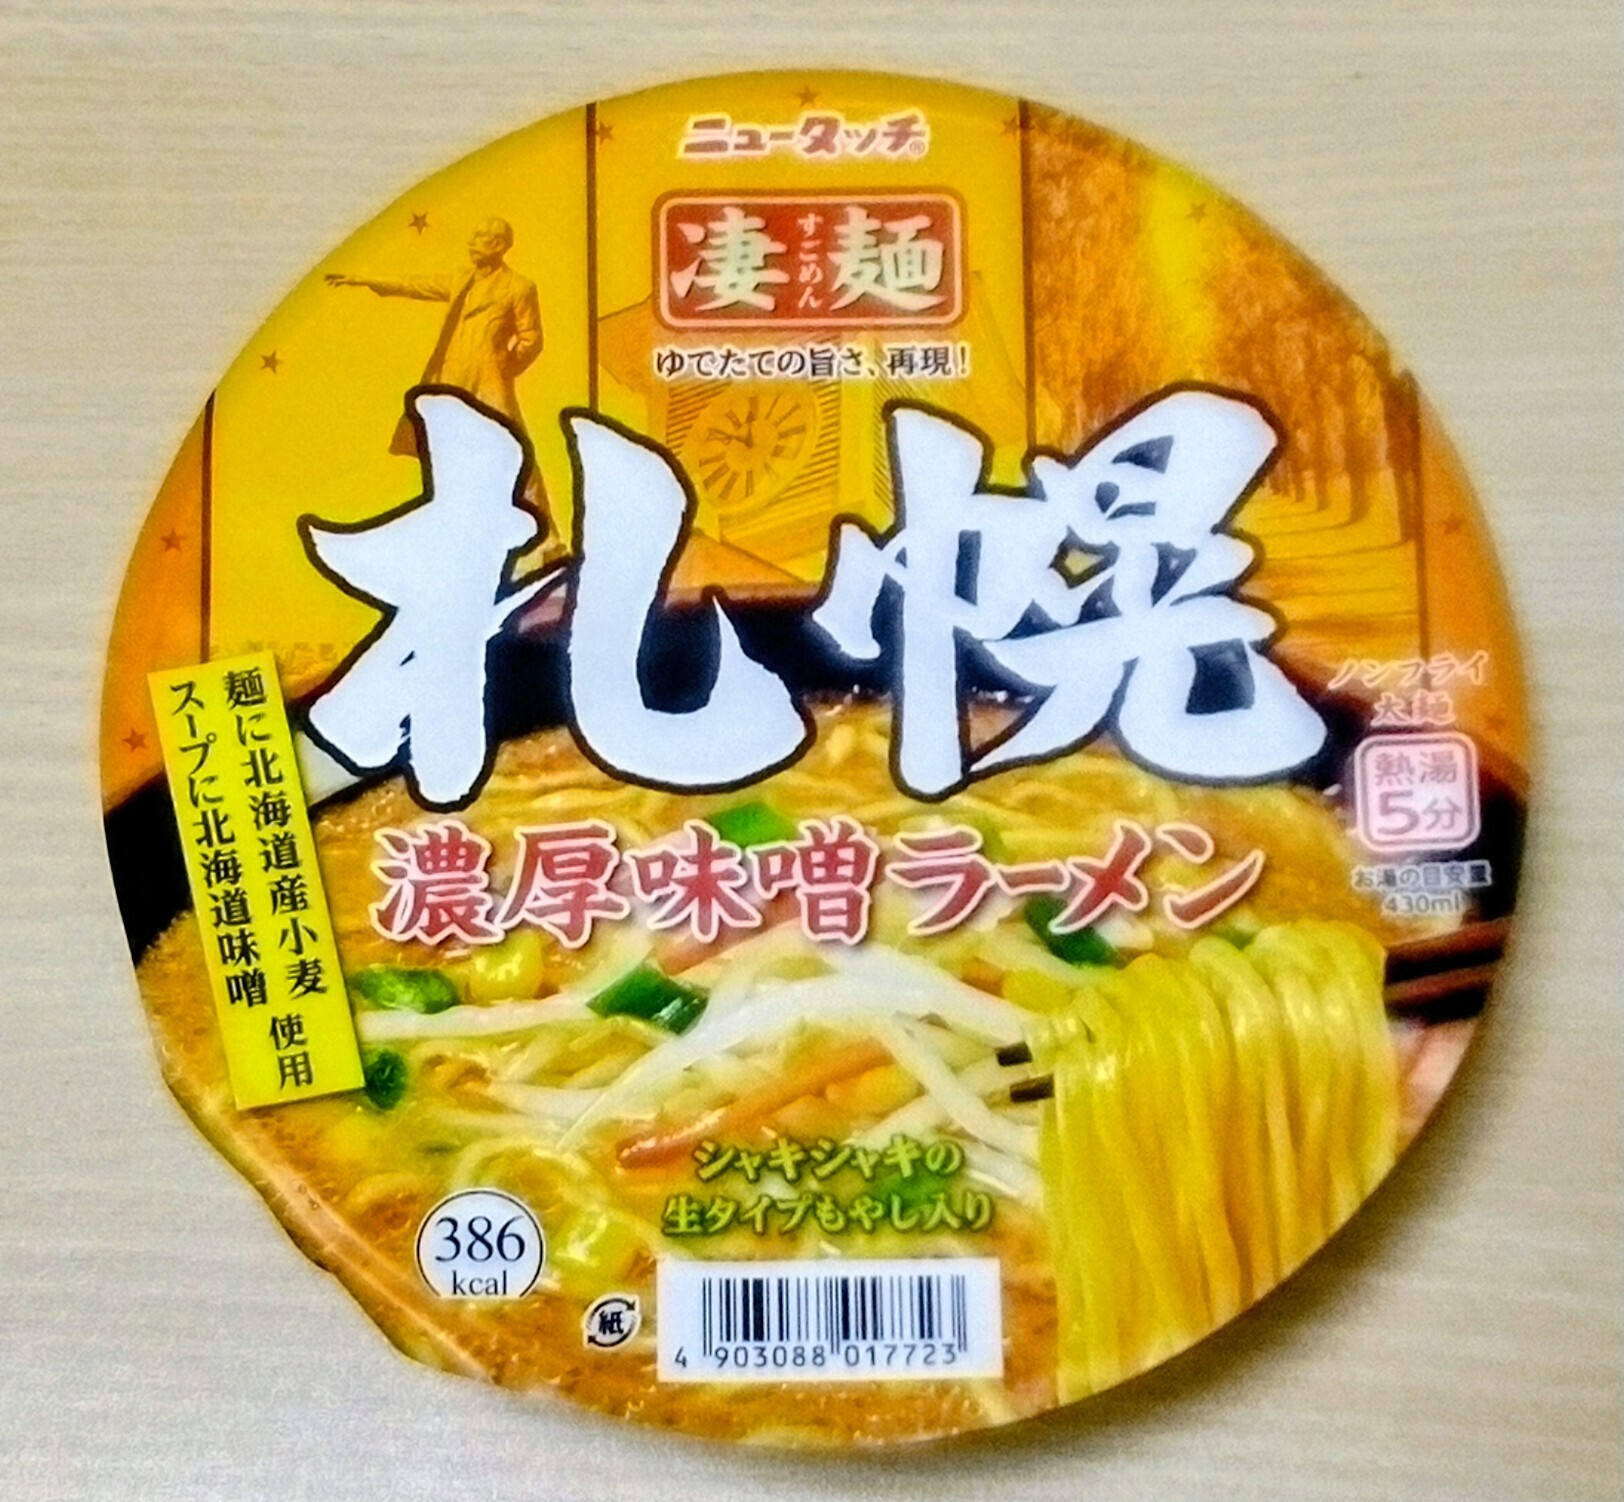 ニュータッチ®
凄麺
すごめん
ゆでたての旨さ、再現!
札幌
濃厚味噌ラーメン
麺に北海道産小麦
スープに北海道味噌
使用
ノンフライ
太麺
熱湯
5分
お湯の目安量
430ml
シャキシャキの
生タイプもやし入り
386
kcal
紙
4 903088 017723